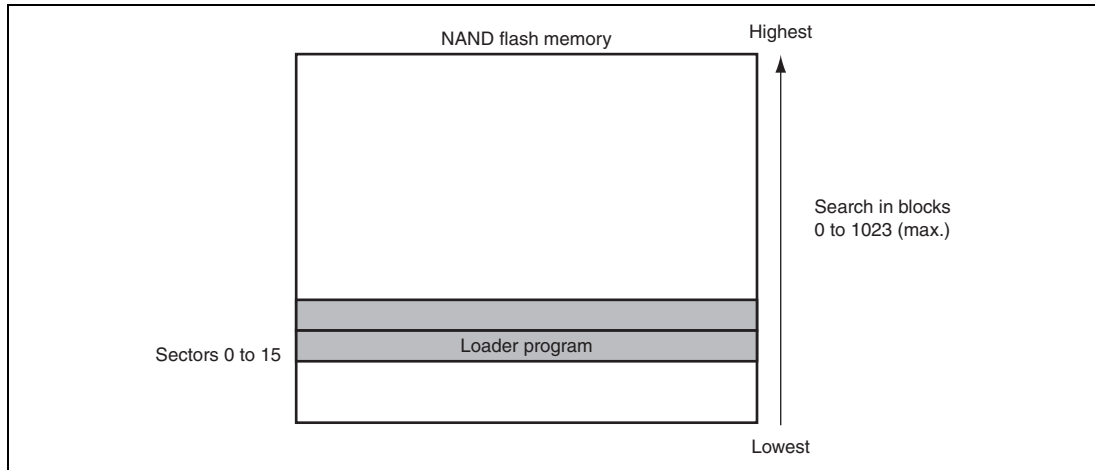 NAND flash memory
Highest
Search in blocks
0 to 1023 (max.)
Sectors 0 to 15
Loader program
Lowest